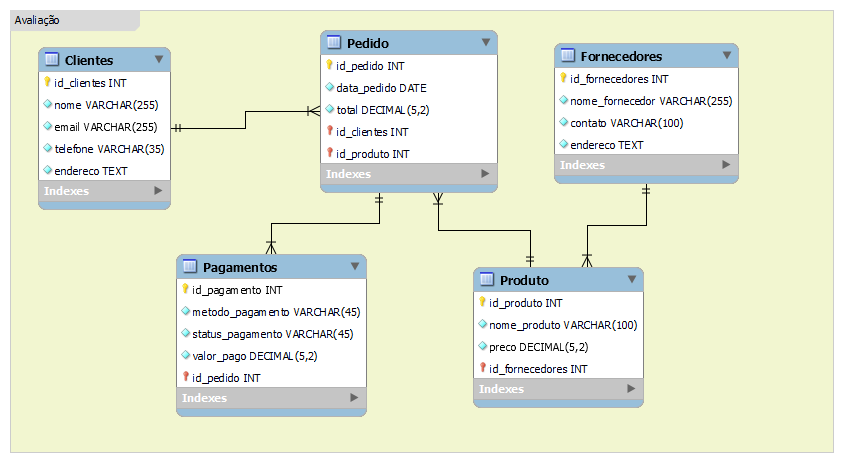 Avaliação
Clientes
id_clientes INT
nome VARCHAR(255)
email VARCHAR(255)
telefone VARCHAR(35)
endereco TEXT
Indexes
Pedido
id_pedido INT
data_pedido DATE
total DECIMAL(5,2)
id_clientes INT
id_produto INT
Indexes
Fornecedores
id_fornecedores INT
nome_fornecedor VARCHAR(255)
contato VARCHAR(100)
endereco TEXT
Indexes
Pagamentos
id_pagamento INT
metodo_pagamento VARCHAR(45)
status_pagamento VARCHAR(45)
valor_pago DECIMAL(5,2)
id_pedido INT
Indexes
Produto
id_produto INT
nome_produto VARCHAR(100)
preco DECIMAL(5,2)
id_fornecedores INT
Indexes